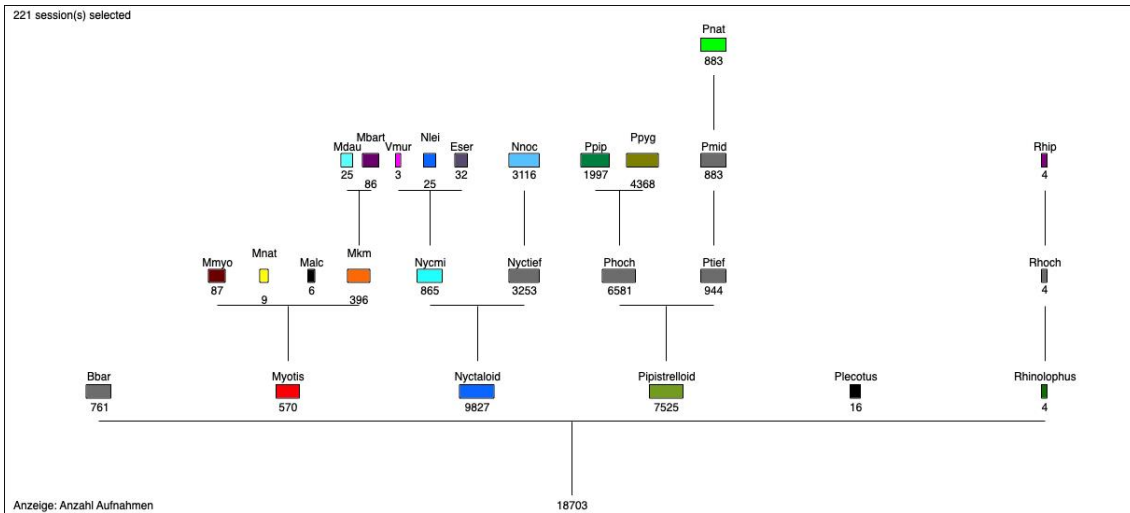 221 session(s) selected
Pnat
883
Mdau Mbart Vmur Nlei Eser Nnoc Ppip Ppyg Pmid Rhip
25 86 3 25 32 3116 1997 4368 883 4
Mmyo Mnat Malc Mkm Nycmi Nyctief Phoch Ptief Rhoch
87 9 6 396 865 3253 6581 944 4
Bbar Myotis Nyctaloid Pipistrelloid Plecotus Rhinolophus
761 570 9827 7525 16 4
Anzeige: Anzahl Aufnahmen 18703